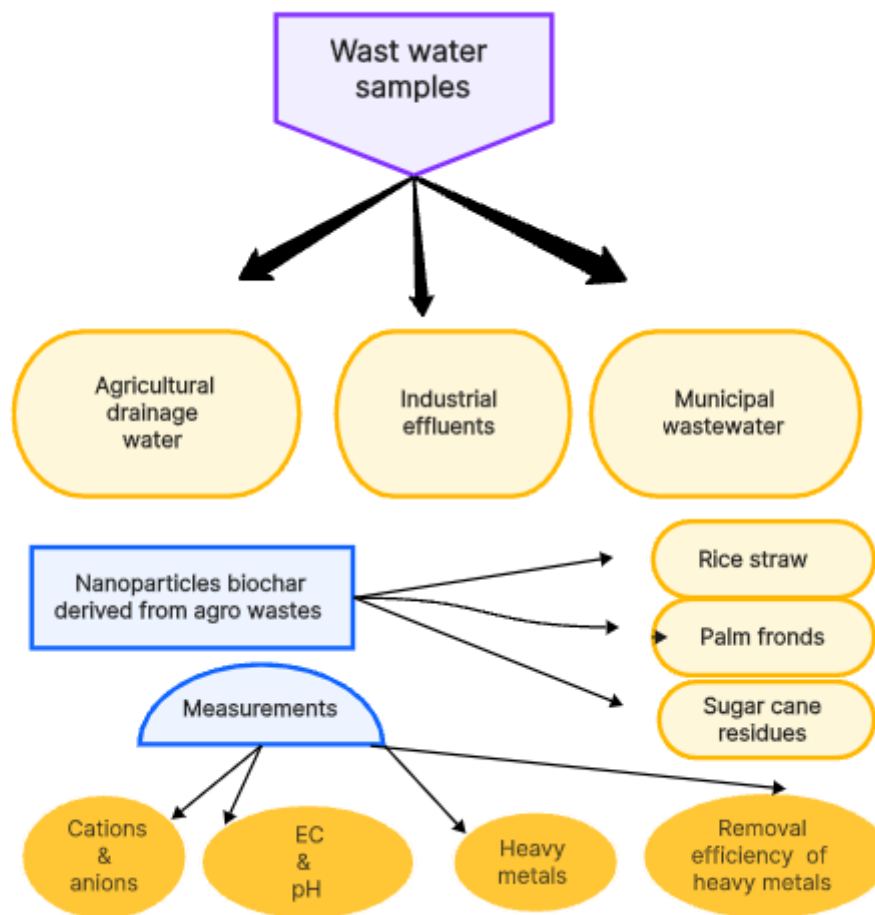 Wast water
samples
Agricultural
drainage
water
Industrial
effluents
Municipal
wastewater
Nanoparticles biochar
derived from agro wastes
Rice straw
Palm fronds
Sugar cane
residues
Measurements
Cations
&
anions
EC
&
pH
Heavy
metals
Removal
efficiency of
heavy metals